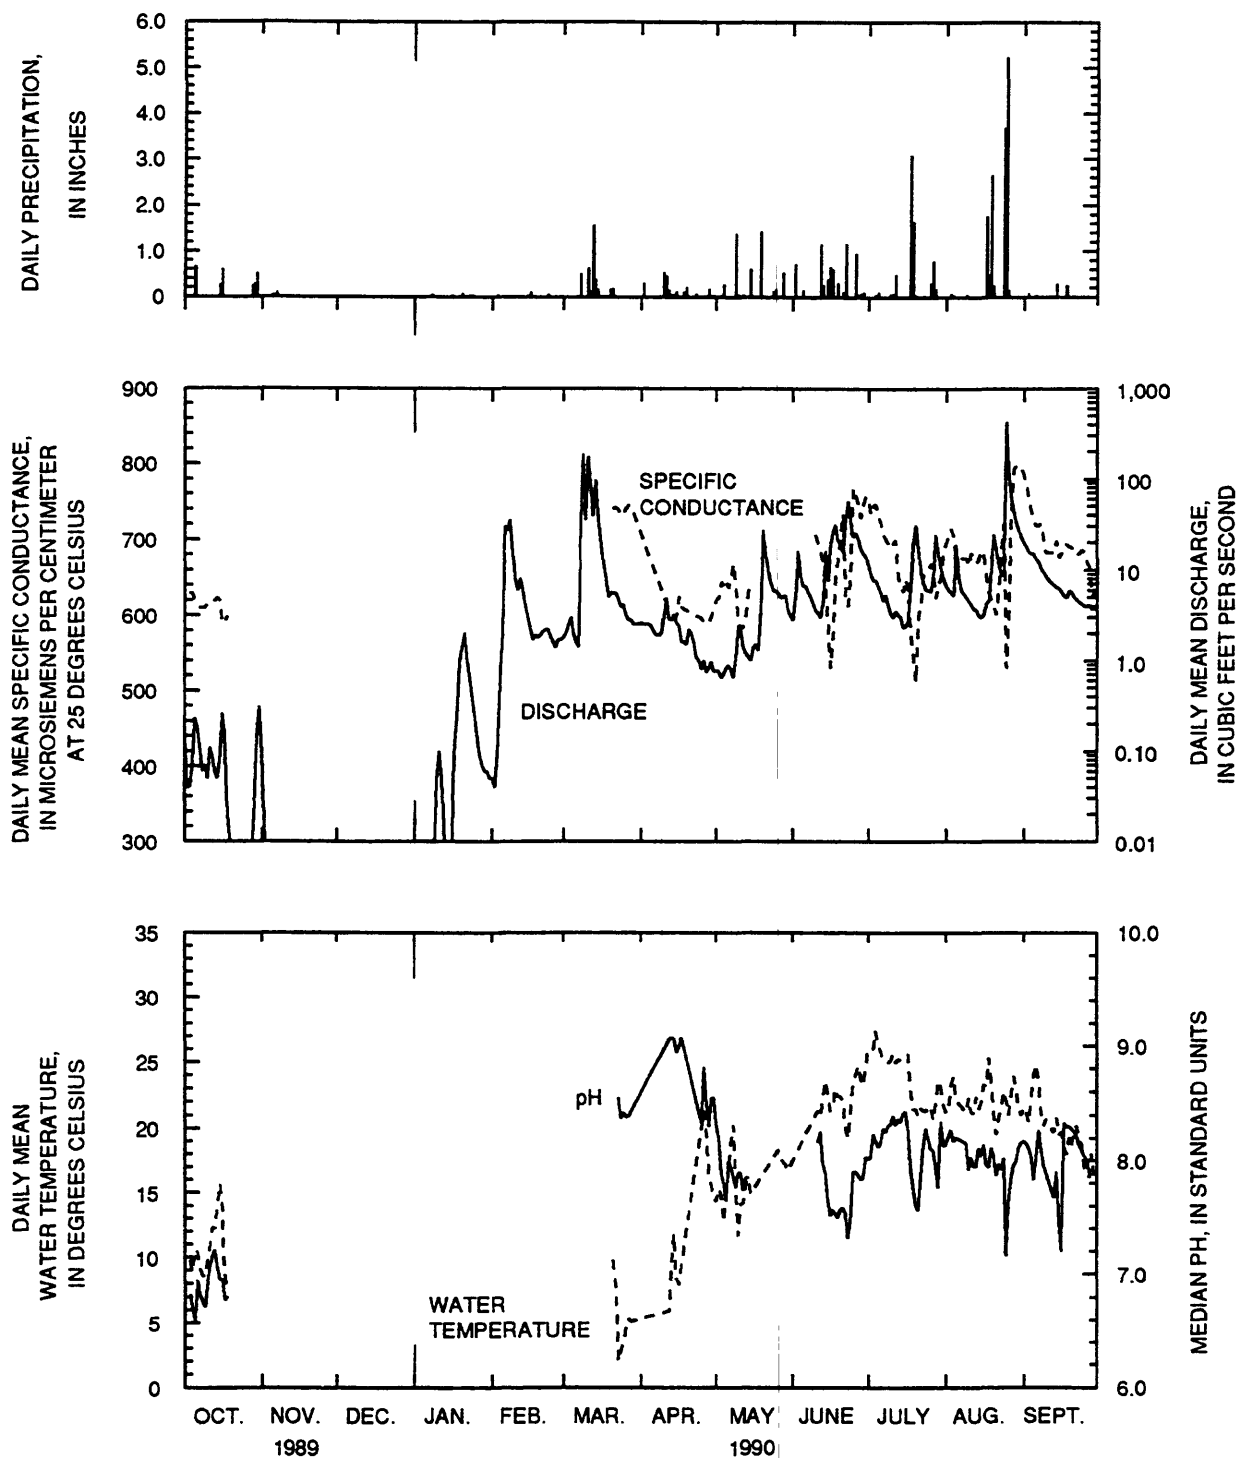 DAILY PRECIPITATION,
IN INCHES
6.0
5.0
4.0
3.0
2.0
1.0
0
DAILY MEAN SPECIFIC CONDUCTANCE,
IN MICROSIEMENS PER CENTIMETER
AT 25 DEGREES CELSIUS
900
800
700
600
500
400
300
SPECIFIC
CONDUCTANCE
DISCHARGE
1,000
100
10
1.0
0.10
0.01
DAILY MEAN DISCHARGE,
IN CUBIC FEET PER SECOND
DAILY MEAN
WATER TEMPERATURE,
IN DEGREES CELSIUS
35
30
25
20
15
10
5
0
pH
WATER
TEMPERATURE
10.0
9.0
8.0
7.0
6.0
MEDIAN PH, IN STANDARD UNITS
OCT. NOV. DEC. JAN. FEB. MAR. APR. MAY JUNE JULY AUG. SEPT.
1989 1990